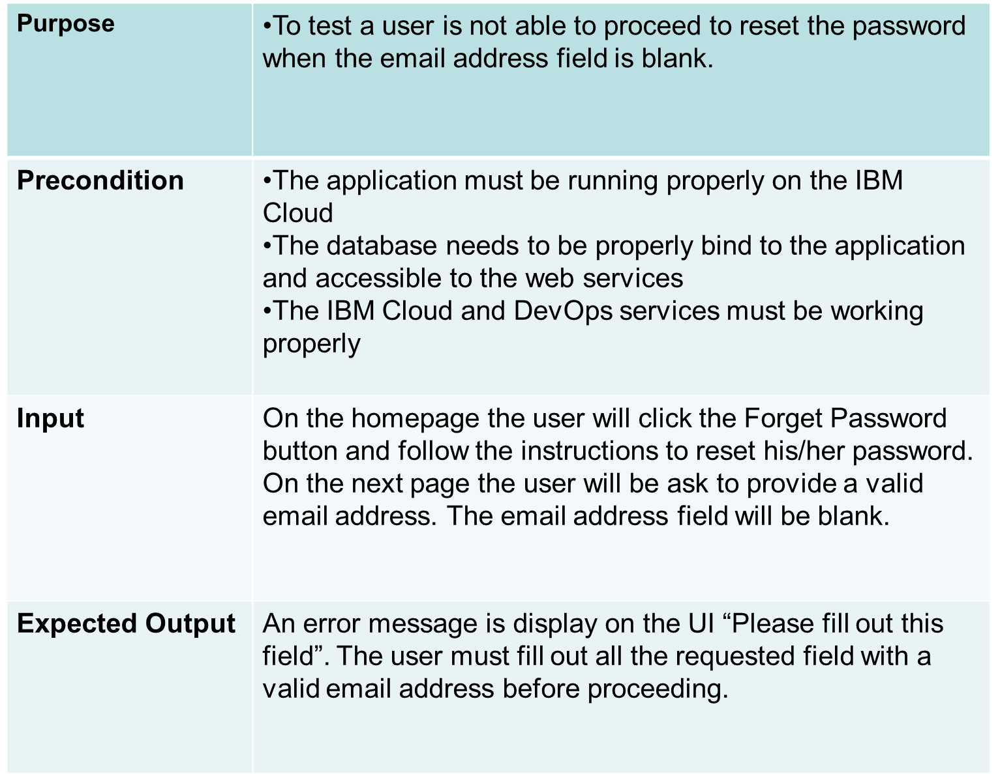 Purpose
•To test a user is not able to proceed to reset the password
when the email address field is blank.
Precondition
•The application must be running properly on the IBM
Cloud
•The database needs to be properly bind to the application
and accessible to the web services
•The IBM Cloud and DevOps services must be working
properly
Input
On the homepage the user will click the Forget Password
button and follow the instructions to reset his/her password.
On the next page the user will be ask to provide a valid
email address. The email address field will be blank.
Expected Output
An error message is display on the UI “Please fill out this
field”. The user must fill out all the requested field with a
valid email address before proceeding.